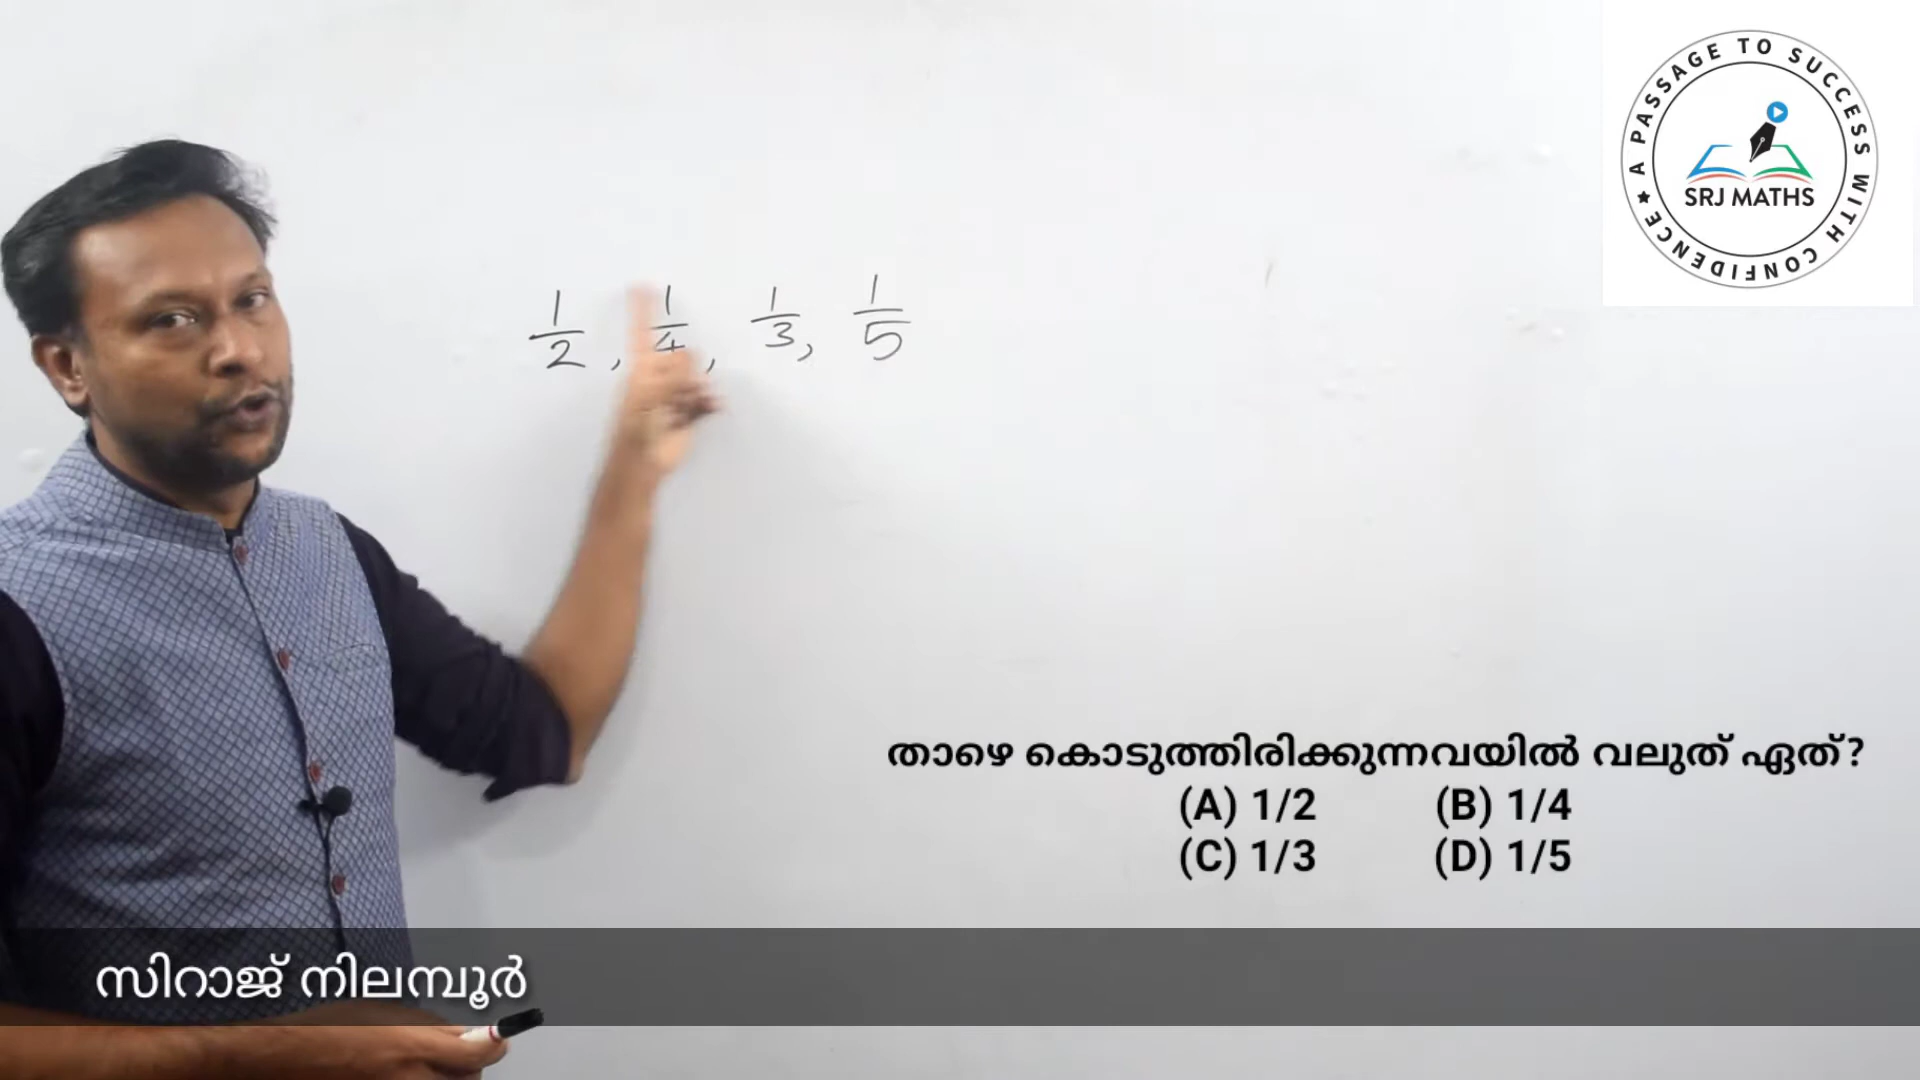 A PASSAGE TO SUCCESS WITH CONFIDENCE ★
SRJ MATHS
1/2, 1/4, 1/3, 1/5
താഴെ കൊടുത്തിരിക്കുന്നവയിൽ വലുത് ഏത്?
(A) 1/2 (B) 1/4
(C) 1/3 (D) 1/5
സിറാജ് നിലമ്പൂർ